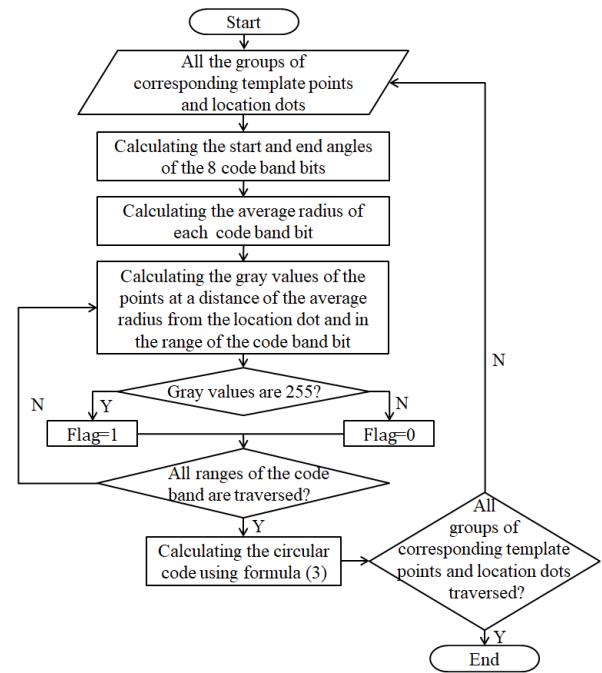 Start
All the groups of
corresponding template points
and location dots
Calculating the start and end angles
of the 8 code band bits
Calculating the average radius of
each code band bit
Calculating the gray values of the
points at a distance of the average
radius from the location dot and in
the range of the code band bit
Gray values are 255?
Y
N
Flag=1
Flag=0
N
All ranges of the code
band are traversed?
Y
Calculating the circular
code using formula (3)
N
All
groups of
corresponding template
points and location dots
traversed?
Y
End